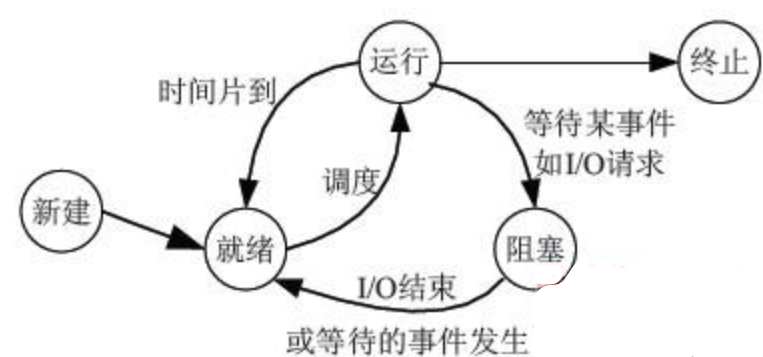 运行
终止
时间片到
等待某事件
如I/O请求
调度
新建
就绪
阻塞
I/O结束
或等待的事件发生